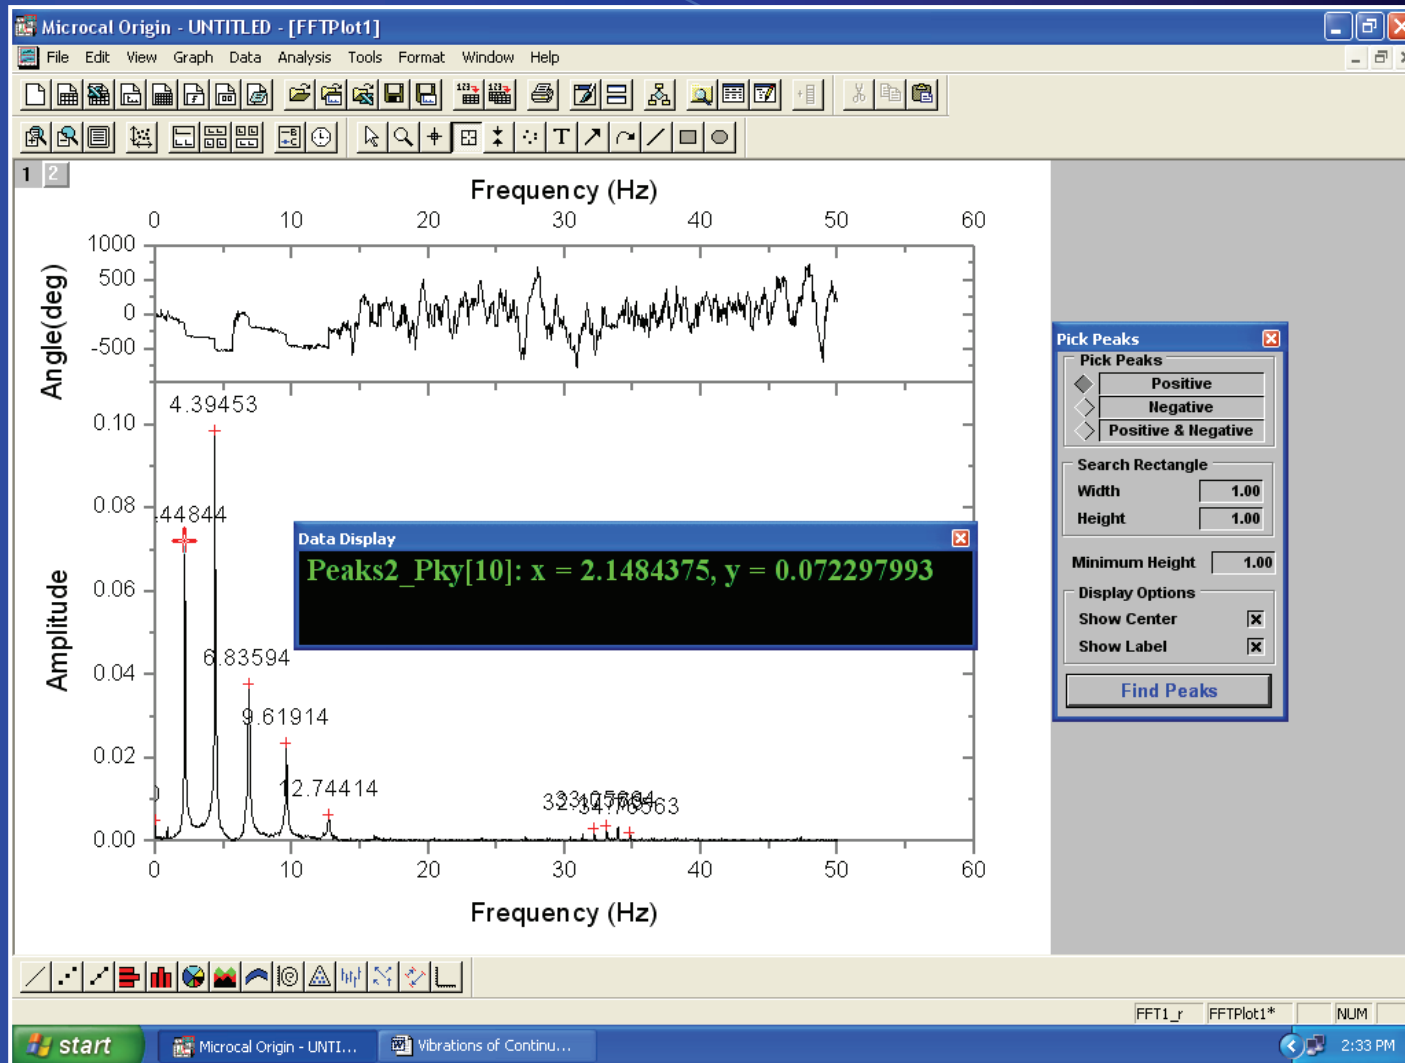 Microcal Origin - UNTITLED - [FFTPlot1]
File Edit View Graph Data Analysis Tools Format Window Help
1 2
Frequency (Hz)
0 10 20 30 40 50 60
1000
500
0
-500
Angle(deg)
4.39453
0.10
0.08
.44844
0.06
6.83594
0.04
9.61914
0.02
12.74414
34.76563
0.00
Amplitude
0 10 20 30 40 50 60
Frequency (Hz)
Data Display
Peaks2_Pky[10]: x = 2.1484375, y = 0.072297993
Pick Peaks
Pick Peaks
Positive
Negative
Positive & Negative
Search Rectangle
Width 1.00
Height 1.00
Minimum Height 1.00
Display Options
Show Center
Show Label
Find Peaks
FFT1_r FFTPlot1* NUM
start Microcal Origin - UNTI... Vibrations of Continu... 2:33 PM